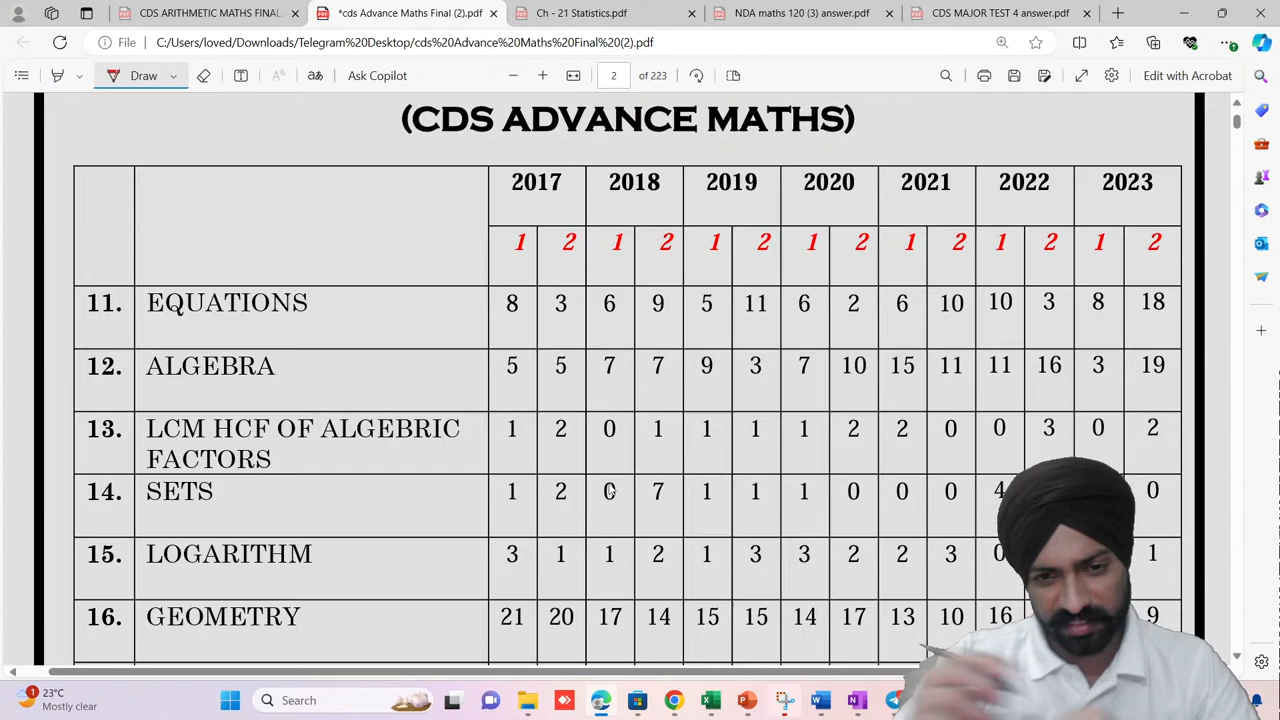 CDS ARITHMETIC MATHS FINAL
*cds Advance Maths Final (2).pdf
Ch - 21 Statistics.pdf
NDA maths 120 (3) answer.pdf
CDS MAJOR TEST 4 answer.pdf
File C:/Users/loved/Downloads/Telegram%20Desktop/cds%20Advance%20Maths%20Final%20(2).pdf
Draw Ask Copilot 2 of 223 Edit with Acrobat
(CDS ADVANCE MATHS)
2017 2018 2019 2020 2021 2022 2023
1 2 1 2 1 2 1 2 1 2 1 2 1 2
11. EQUATIONS 8 3 6 9 5 11 6 2 6 10 10 3 8 18
12. ALGEBRA 5 5 7 7 9 3 7 10 15 11 11 16 3 19
13. LCM HCF OF ALGEBRIC FACTORS 1 2 0 1 1 1 1 2 2 0 0 3 0 2
14. SETS 1 2 0 7 1 1 1 0 0 0 4 0
15. LOGARITHM 3 1 1 2 1 3 3 2 2 3 0 1
16. GEOMETRY 21 20 17 14 15 15 14 17 13 10 16 9
23°C
Mostly clear
Search